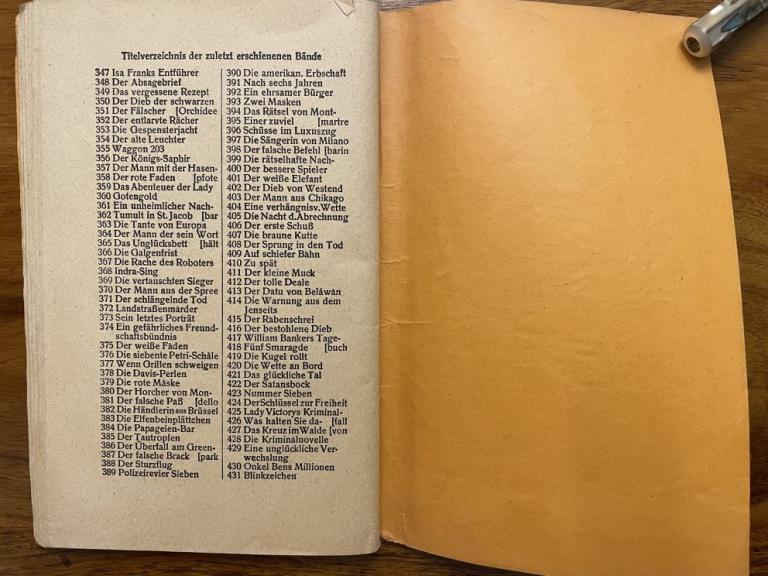 Titelverzeichnis der zuletzt erschienenen Bände
347 Isa Franks Entführer
348 Der Absagebrief
349 Das vergessene Rezept
350 Der Dieb der schwarzen
351 Der Fälscher [Orchidee
352 Der entlarvte Rächer
353 Die Gespensterjacht
354 Der alte Leuchter
355 Waggon 203
356 Der Königs-Saphir
357 Der Mann mit der Hasen-
358 Der rote Faden [pfote
359 Das Abenteuer der Lady
360 Gotengold
361 Ein unheimlicher Nach-
362 Tumult in St. Jacob [bar
363 Die Tante von Europa
364 Der Mann der sein Wort
365 Das Unglücksbett [hält
366 Die Galgenfrist
367 Die Rache des Roboters
368 Indra-Sing
369 Die vertauschten Sieger
370 Der Mann aus der Spree
371 Der schlängelnde Tod
372 Landstraßenmarder
373 Sein letztes Porträt
374 Ein gefährliches Freund-
schaftsbündnis
375 Der weiße Faden
376 Die siebente Petri-Schale
377 Wenn Grillen schweigen
378 Die Davis-Perlen
379 Die rote Maske
380 Der Horcher von Mon-
381 Der falsche Paß [dello
382 Die Händlerin aus Brüssel
383 Die Elfenbeinplättchen
384 Die Papageien-Bar
385 Der Tautropfen
386 Der Überfall am Green-
387 Der falsche Brack [park
388 Der Sturzflug
389 Polizeirevier Sieben
390 Die amerikan. Erbschaft
391 Nach sechs Jahren
392 Ein ehrsamer Bürger
393 Zwei Masken
394 Das Rätsel von Mont-
395 Einer zuviel [martre
396 Schüsse im Luxuszug
397 Die Sängerin von Milano
398 Der falsche Befehl [barin
399 Die rätselhafte Nach-
400 Der bessere Spieler
401 Der weiße Elefant
402 Der Dieb von Westend
403 Der Mann aus Chikago
404 Eine verhängnisv. Wette
405 Die Nacht d. Abrechnung
406 Der erste Schuß
407 Die braune Kutte
408 Der Sprung in den Tod
409 Auf schiefer Bahn
410 Zu spät
411 Der kleine Muck
412 Der tolle Deale
413 Der Datu von Beláwán
414 Die Warnung aus dem
Jenseits
415 Der Rabenschrei
416 Der bestohlene Dieb
417 William Bankers Tage-
418 Fünf Smaragde [buch
419 Die Kugel rollt
420 Die Wette an Bord
421 Das glückliche Tal
422 Der Satansbock
423 Nummer Sieben
424 Der Schlüssel zur Freiheit
425 Lady Victorys Kriminal-
426 Was halten Sie da- [fall
427 Das Kreuz im Walde [von
428 Die Kriminalnovelle
429 Eine unglückliche Ver-
wechslung
430 Onkel Bens Millionen
431 Blinkzeichen